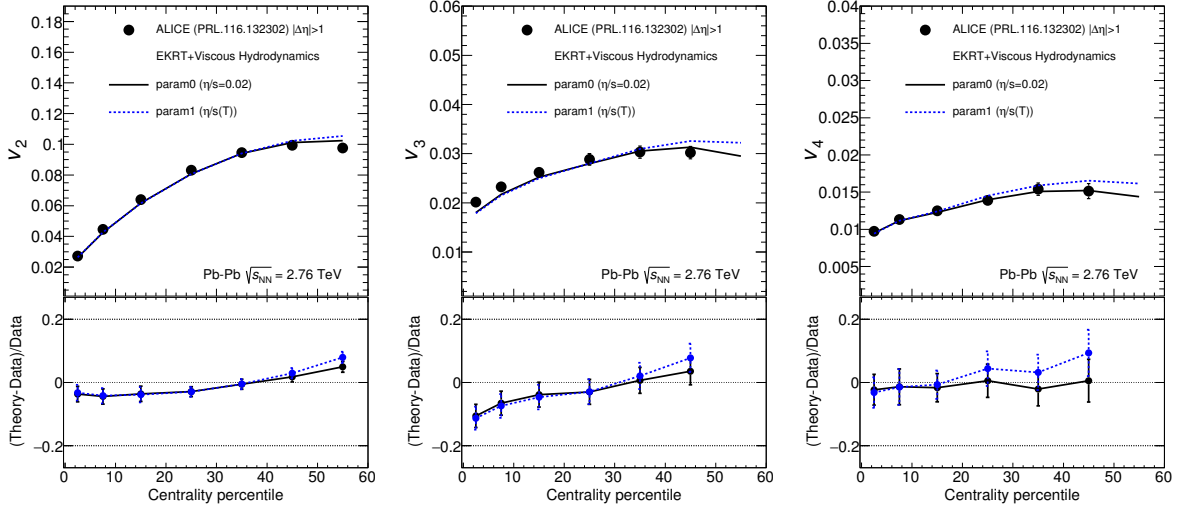 0.18
0.16
0.14
0.12
0.1
0.08
0.06
0.04
0.02
v2
ALICE (PRL.116.132302) |Δη|>1
EKRT+Viscous Hydrodynamics
param0 (η/s=0.02)
param1 (η/s(T))
Pb-Pb √sNN = 2.76 TeV
0.2
0
−0.2
(Theory-Data)/Data
0 10 20 30 40 50 60
Centrality percentile
0.06
0.05
0.04
0.03
0.02
0.01
v3
ALICE (PRL.116.132302) |Δη|>1
EKRT+Viscous Hydrodynamics
param0 (η/s=0.02)
param1 (η/s(T))
Pb-Pb √sNN = 2.76 TeV
0.2
0
−0.2
(Theory-Data)/Data
0 10 20 30 40 50 60
Centrality percentile
0.04
0.035
0.03
0.025
0.02
0.015
0.01
0.005
v4
ALICE (PRL.116.132302) |Δη|>1
EKRT+Viscous Hydrodynamics
param0 (η/s=0.02)
param1 (η/s(T))
Pb-Pb √sNN = 2.76 TeV
0.2
0
−0.2
(Theory-Data)/Data
0 10 20 30 40 50 60
Centrality percentile